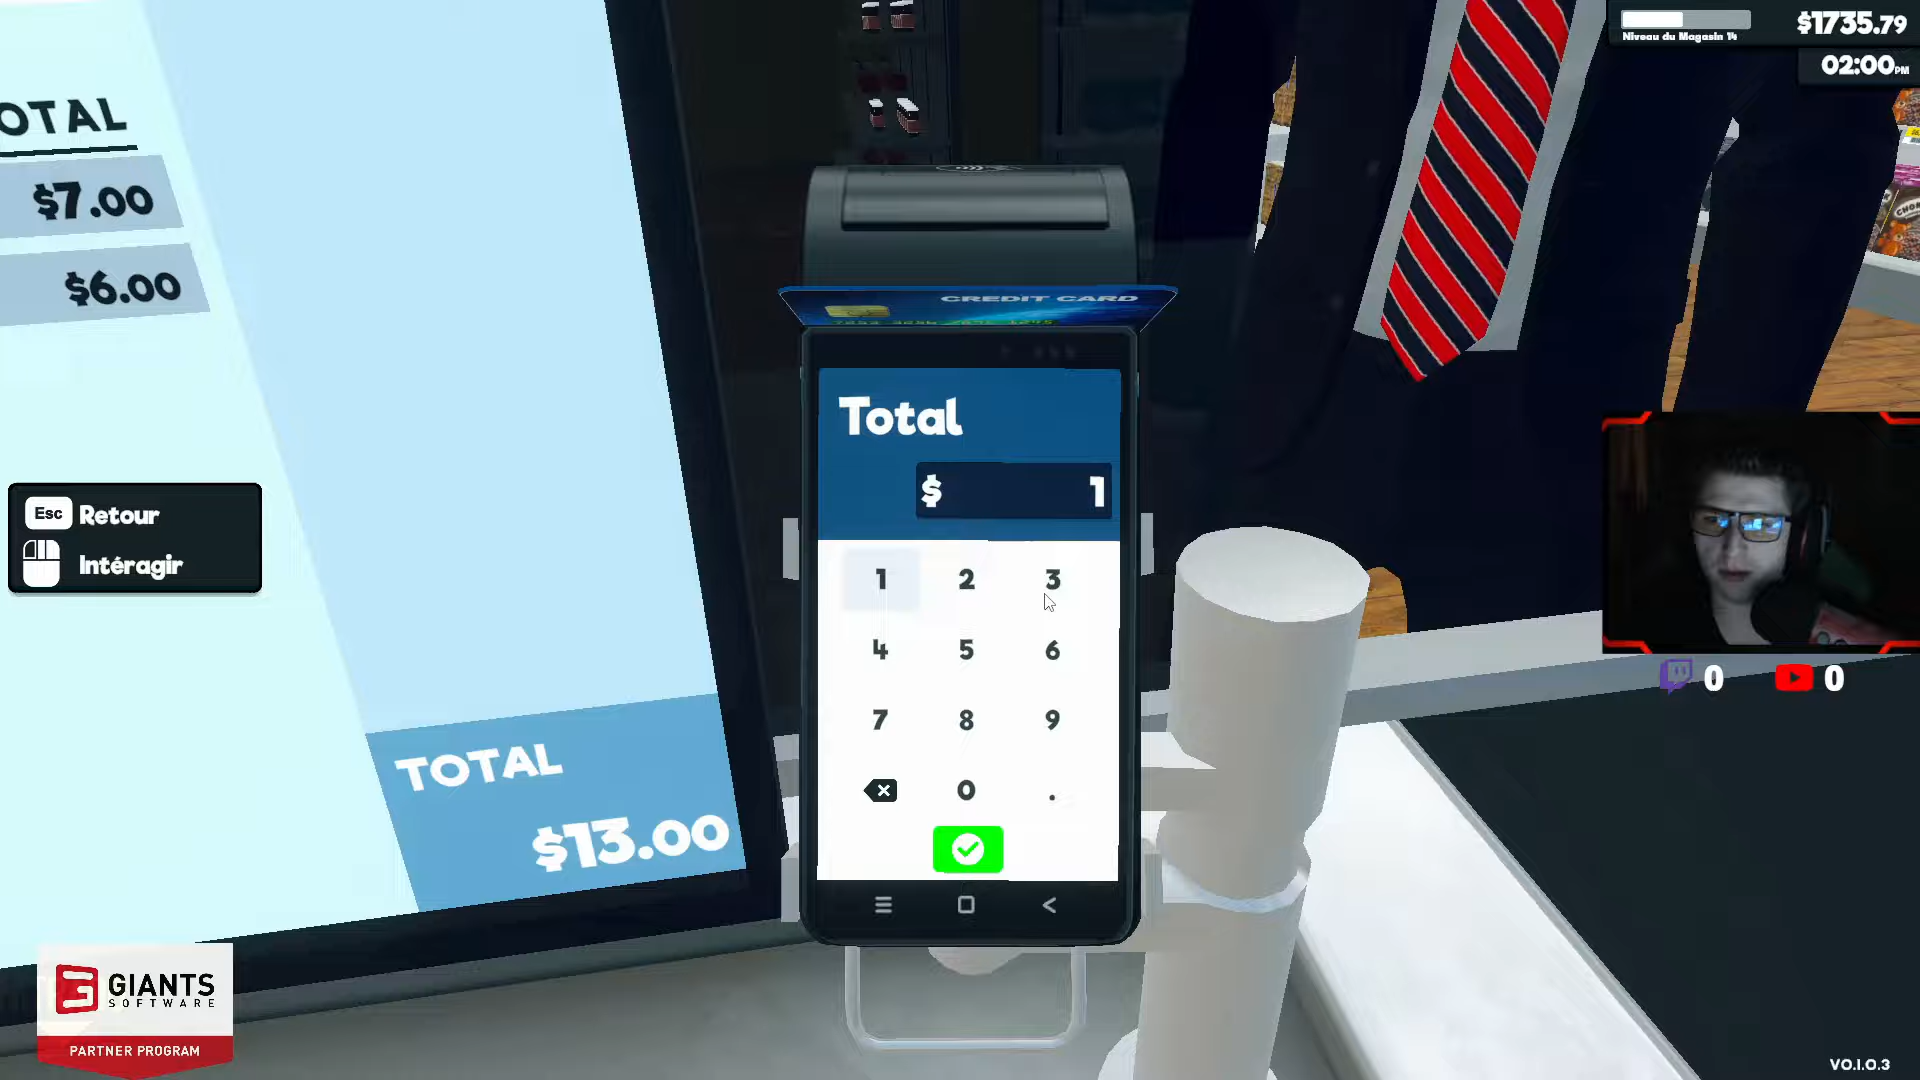 OTAL
$7.00
$6.00
TOTAL
$13.00
Esc Retour
Intéragir
CREDIT CARD
Total
$ 1
1 2 3
4 5 6
7 8 9
0 .
Niveau du Magasin 14
$1735.79
02:00PM
0 0
GIANTS
SOFTWARE
PARTNER PROGRAM
V0.1.0.3